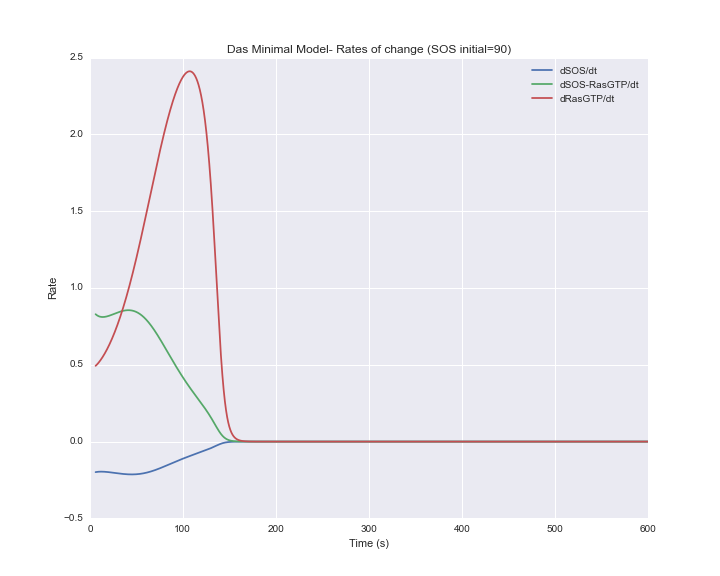 Das Minimal Model- Rates of change (SOS initial=90)
2.5
2.0
1.5
1.0
0.5
0.0
−0.5
Rate
dSOS/dt
dSOS-RasGTP/dt
dRasGTP/dt
0 100 200 300 400 500 600
Time (s)